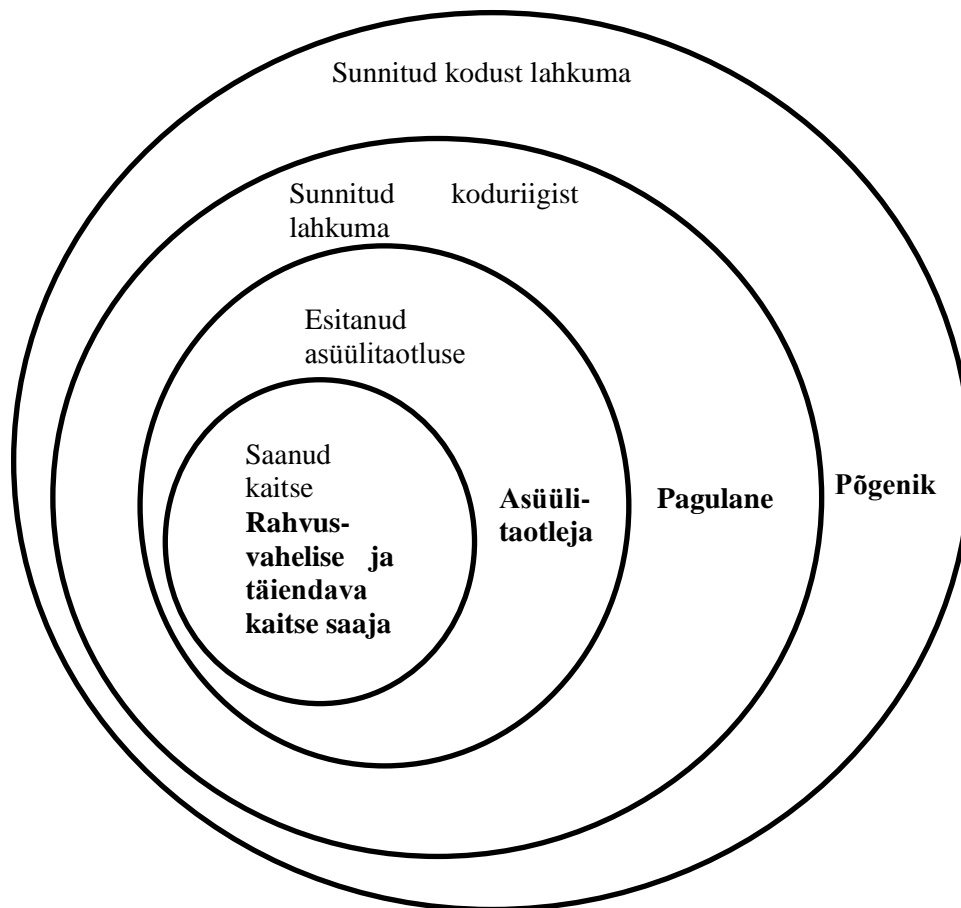 Sunnitud kodust lahkuma
Sunnitud koduriigist
lahkuma
Esitanud
asüülitaotluse
Saanud
kaitse
Rahvus-
vahelise ja
täiendava
kaitse saaja
Asüüli-
taotleja
Pagulane
Põgenik